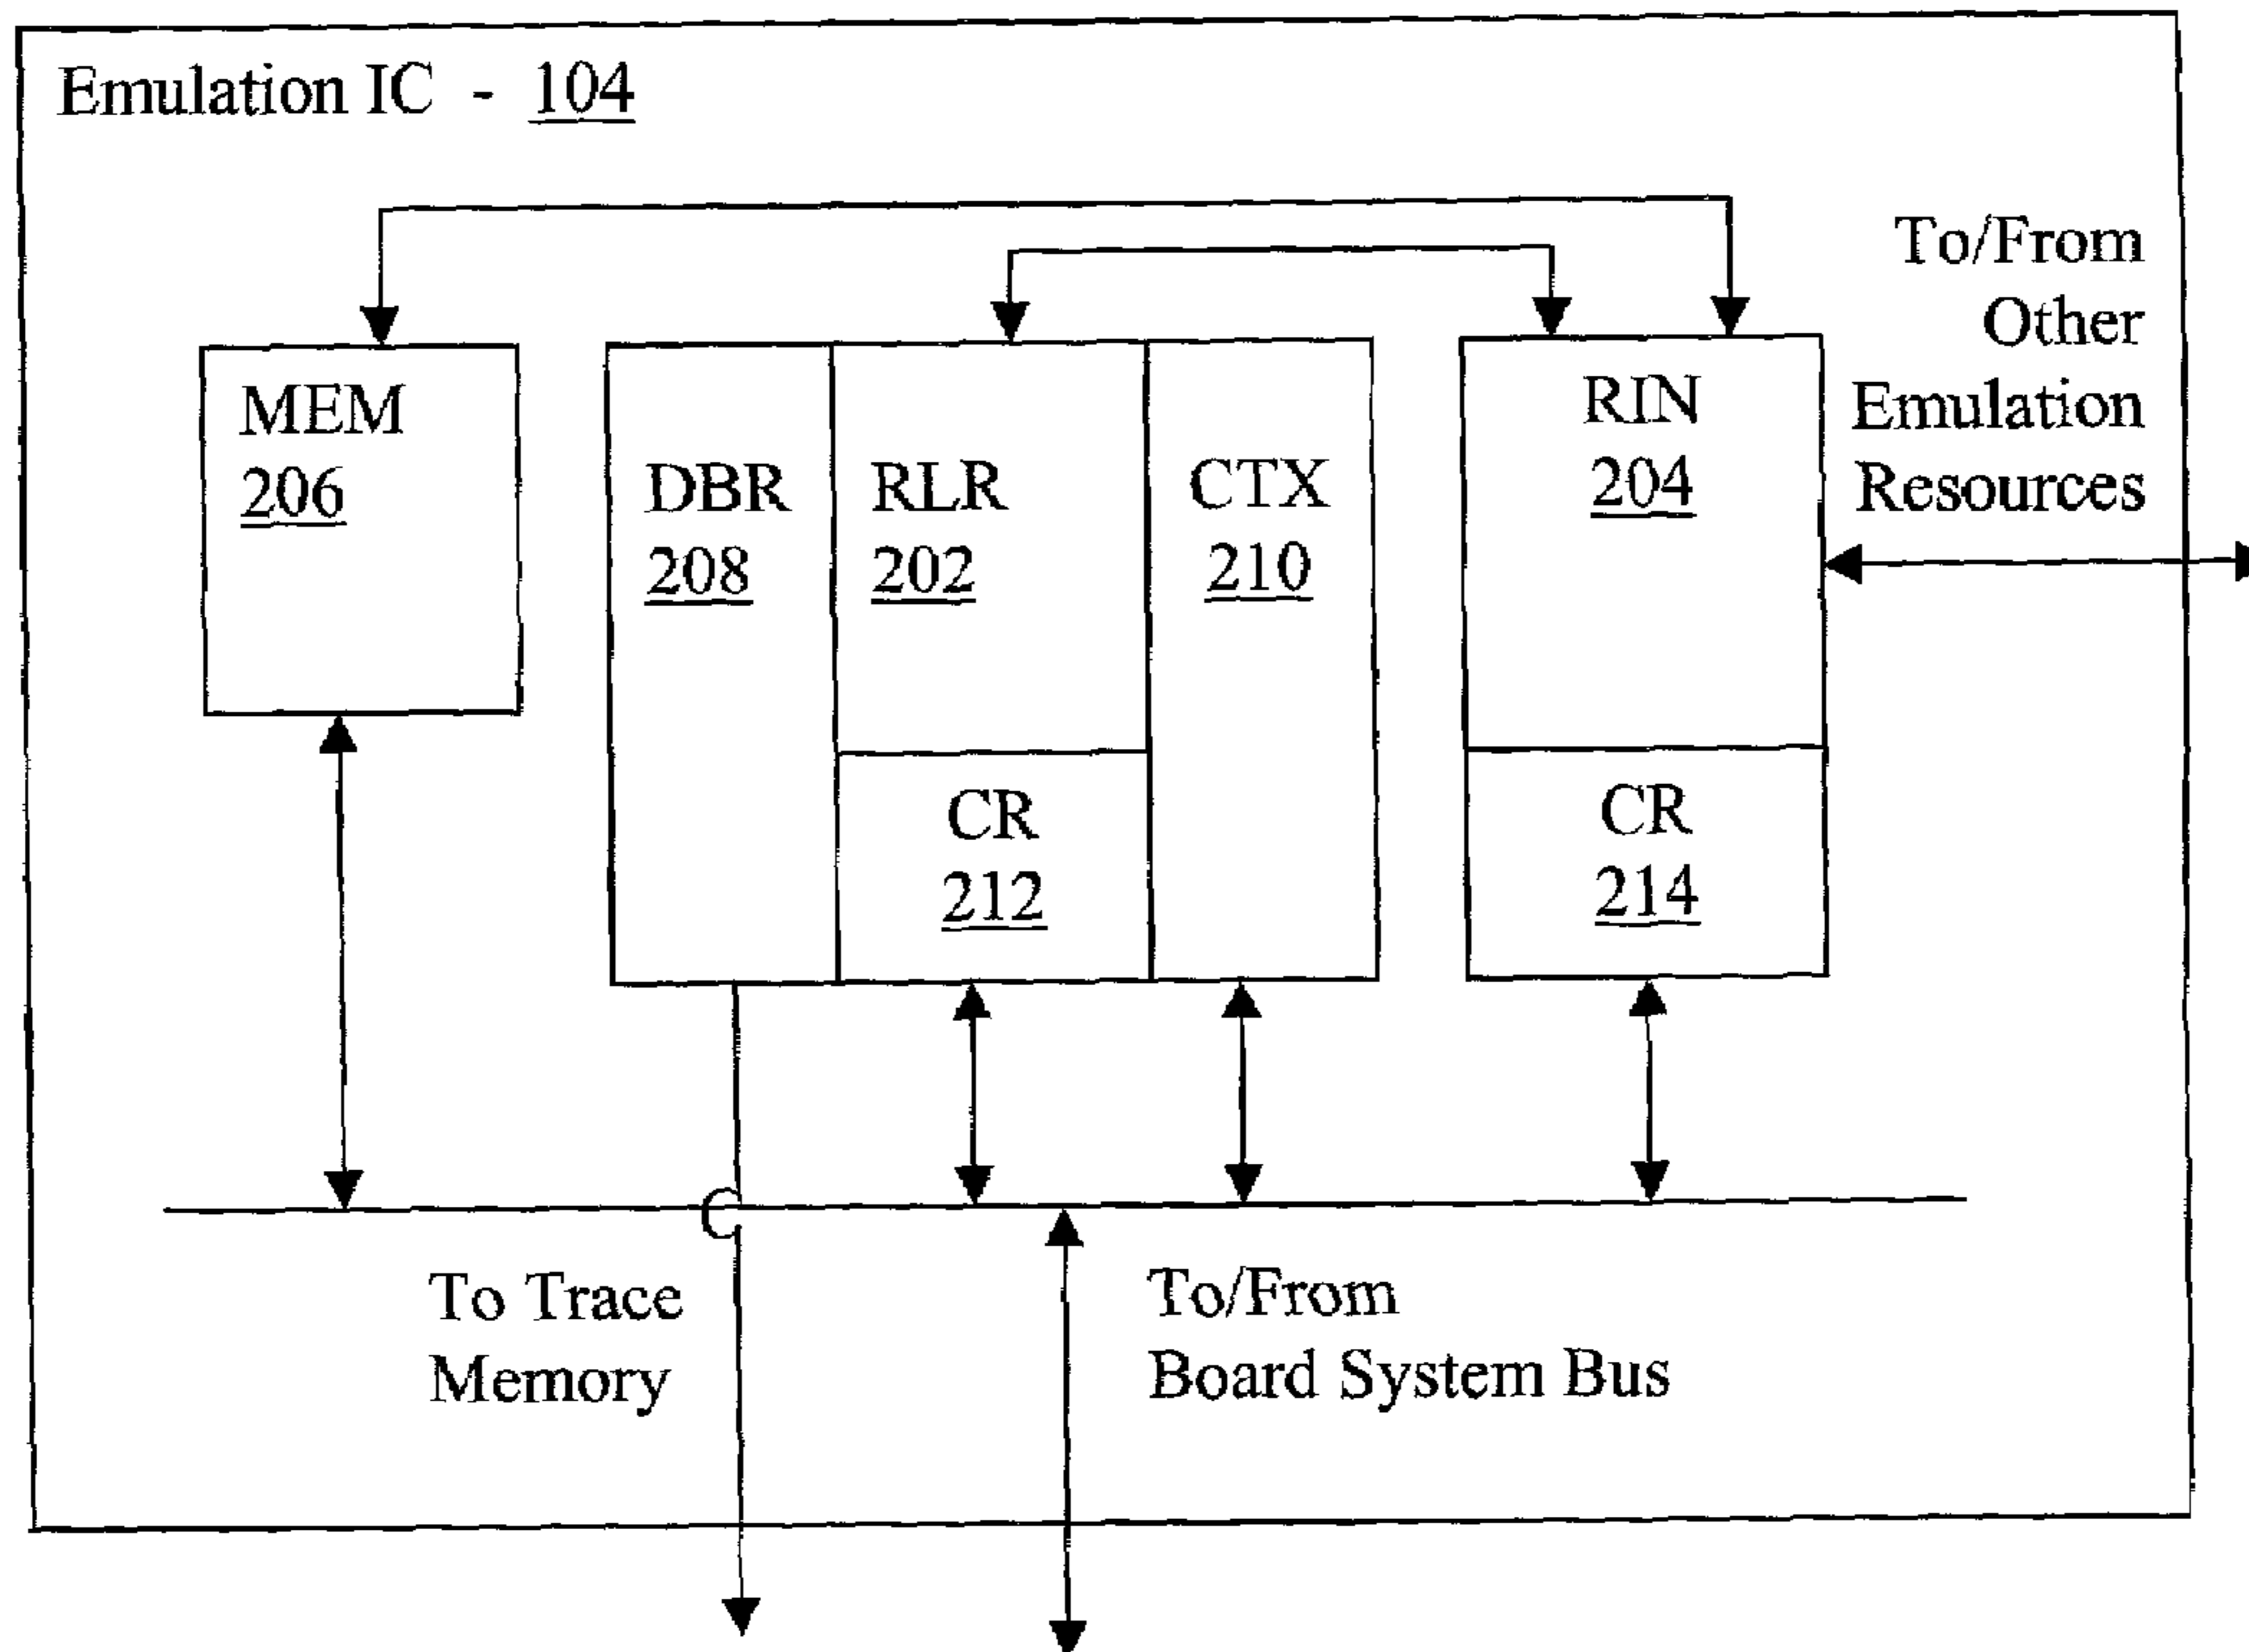 Emulation IC - 104
To/From
Other
Emulation
Resources
MEM
206
DBR
208
RLR
202
CTX
210
RIN
204
CR
212
CR
214
To Trace
Memory
To/From
Board System Bus